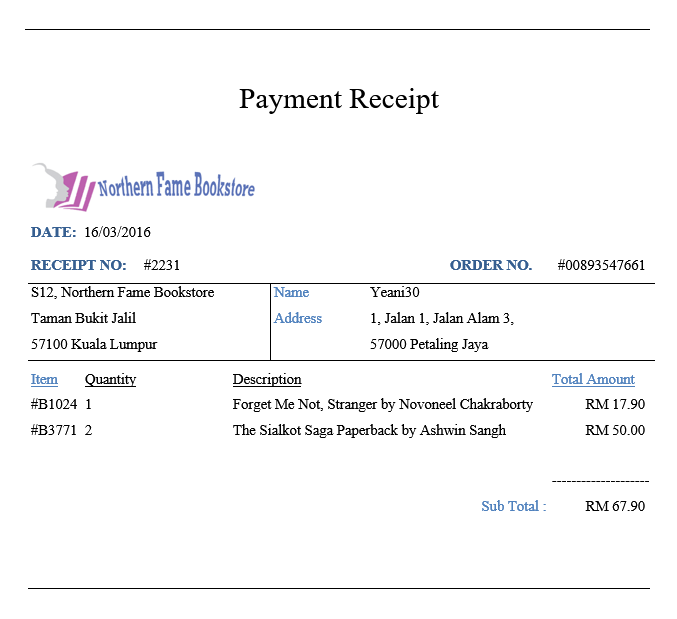 Payment Receipt
Northern Fame Bookstore
DATE: 16/03/2016
RECEIPT NO: #2231 ORDER NO. #00893547661
S12, Northern Fame Bookstore Name Yeani30
Taman Bukit Jalil Address 1, Jalan 1, Jalan Alam 3,
57100 Kuala Lumpur 57000 Petaling Jaya
Item Quantity Description Total Amount
#B1024 1 Forget Me Not, Stranger by Novoneel Chakraborty RM 17.90
#B3771 2 The Sialkot Saga Paperback by Ashwin Sangh RM 50.00
--------------------
Sub Total : RM 67.90